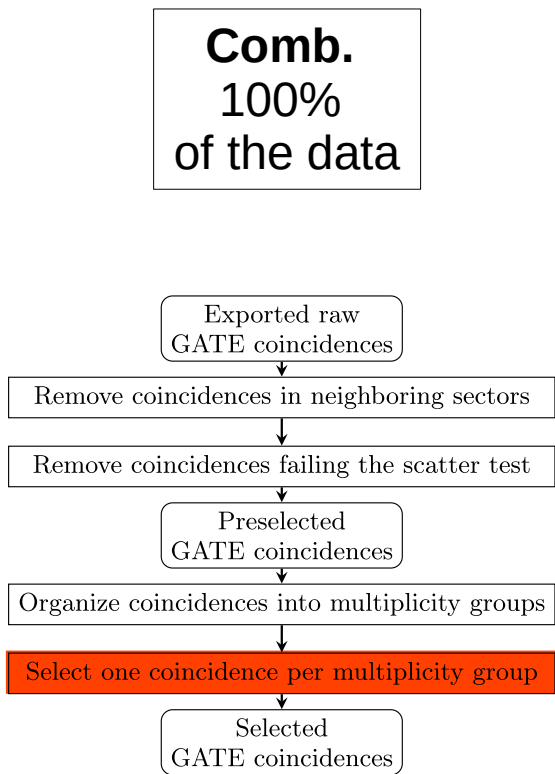 Comb.
100%
of the data
Exported raw
GATE coincidences
Remove coincidences in neighboring sectors
Remove coincidences failing the scatter test
Preselected
GATE coincidences
Organize coincidences into multiplicity groups
Select one coincidence per multiplicity group
Selected
GATE coincidences